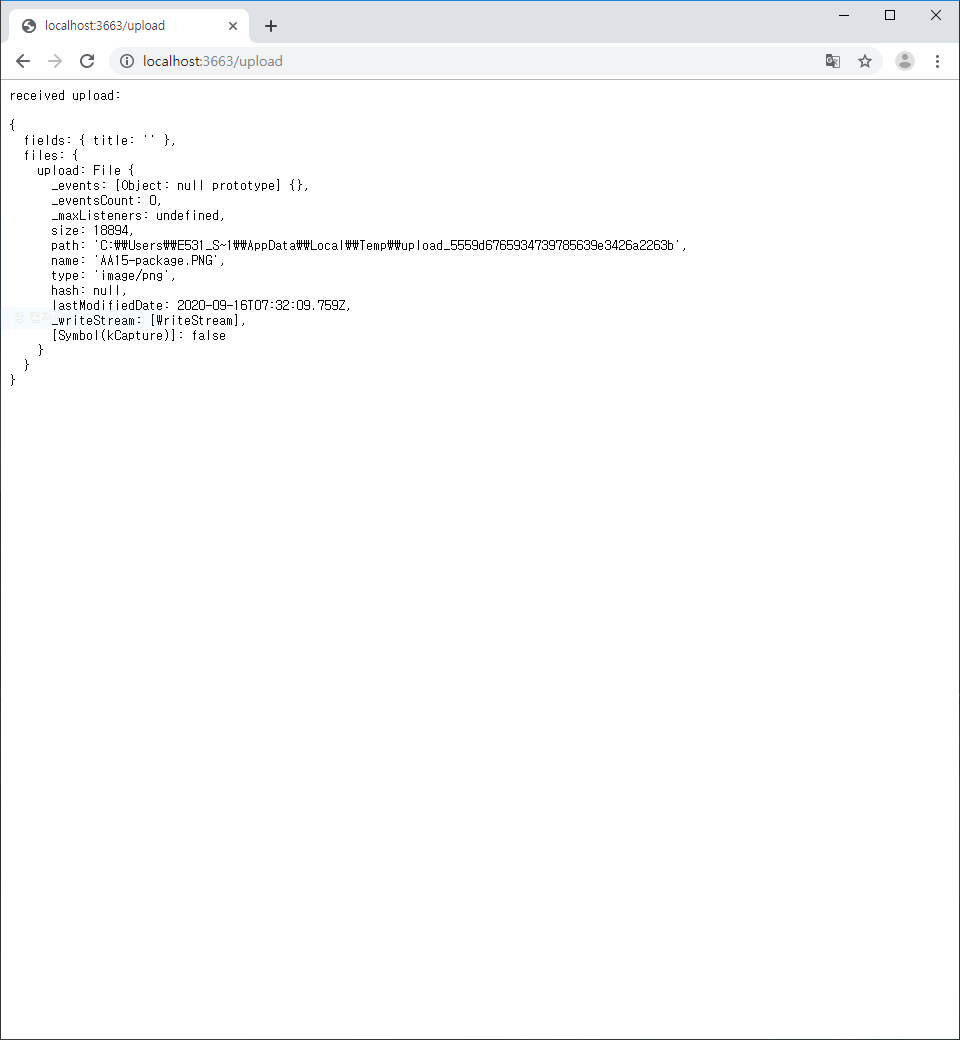 localhost:3663/upload
localhost:3663/upload
received upload:
{
  fields: { title: '' },
  files: {
    upload: File {
      _events: [Object: null prototype] {},
      _eventsCount: 0,
      _maxListeners: undefined,
      size: 18894,
      path: 'C:₩₩Users₩₩E531_S~1₩₩AppData₩₩Local₩₩Temp₩₩upload_5559d6765934739785639e3426a2263b',
      name: 'AA15-package.PNG',
      type: 'image/png',
      hash: null,
      lastModifiedDate: 2020-09-16T07:32:09.759Z,
      _writeStream: [WriteStream],
      [Symbol(kCapture)]: false
    }
  }
}